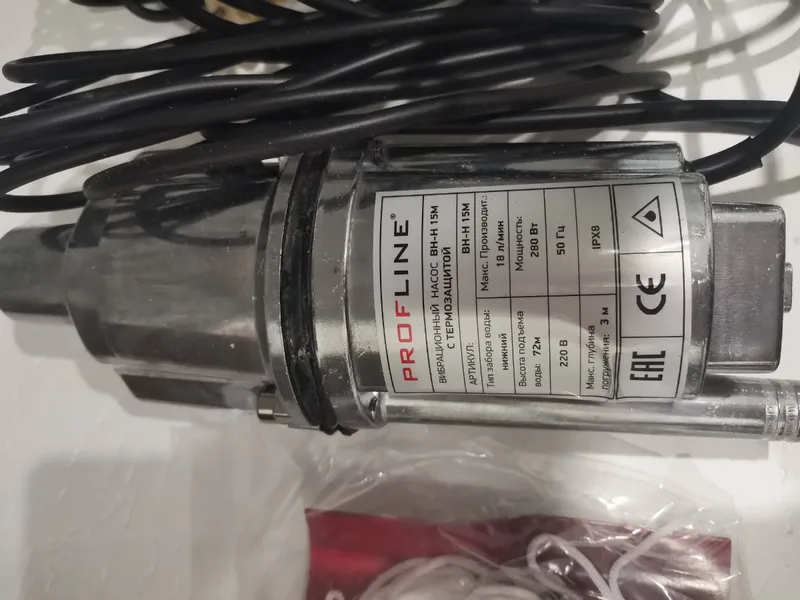 PROFLINE®
ВИБРАЦИОННЫЙ НАСОС ВН-Н 15М
С ТЕРМОЗАЩИТОЙ
АРТИКУЛ: ВН-Н 15М
Тип забора воды:
нижний
Макс. Производит.:
18 л/мин
Высота подъема
воды: 72м
Мощность:
280 Вт
220 В
50 Гц
Макс. глубина
погружения: 3 м
IPX8
EAC
CE